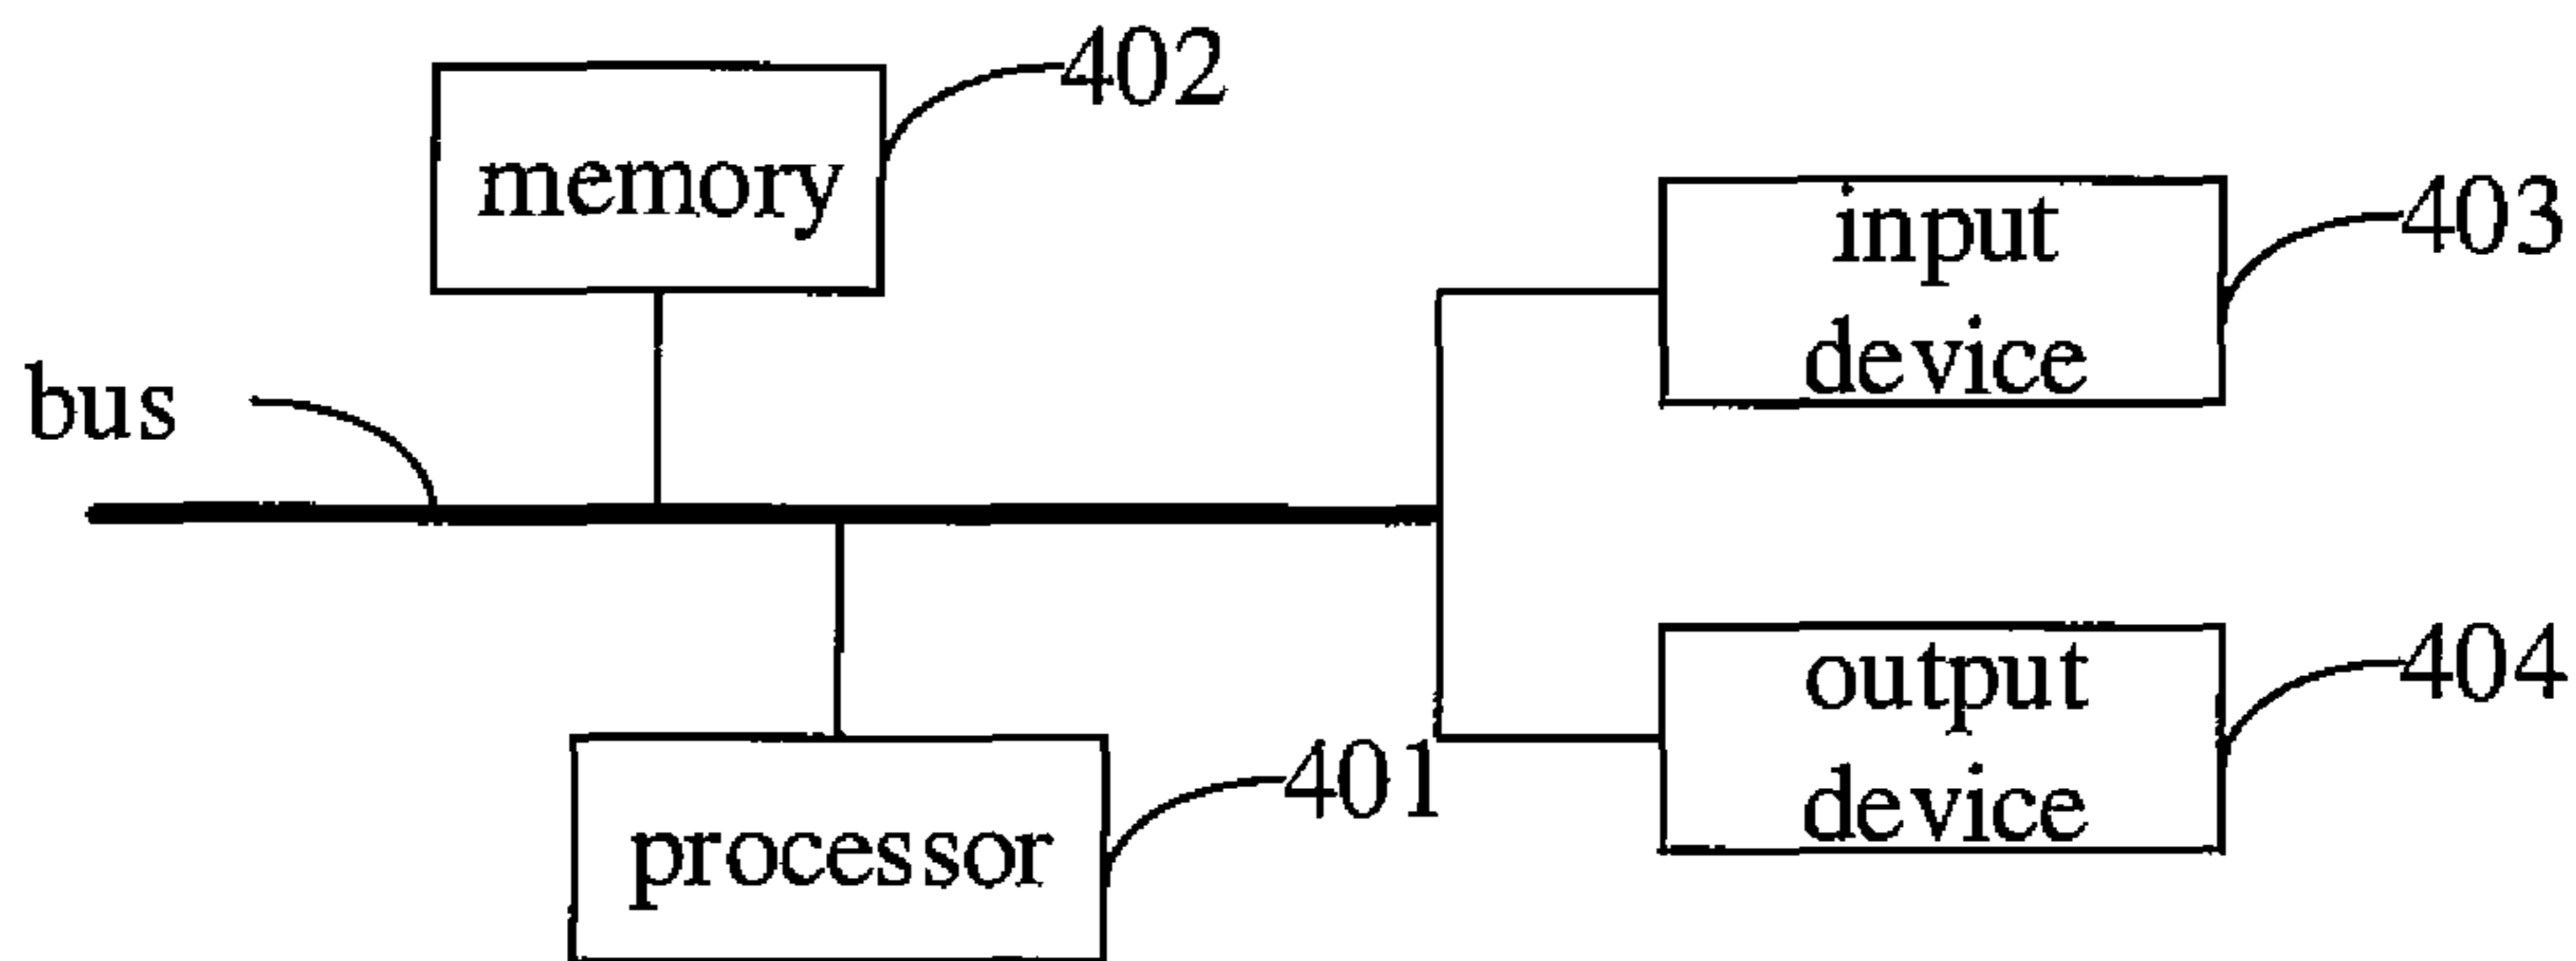 402
memory
input
device
403
bus
output
device
404
401
processor